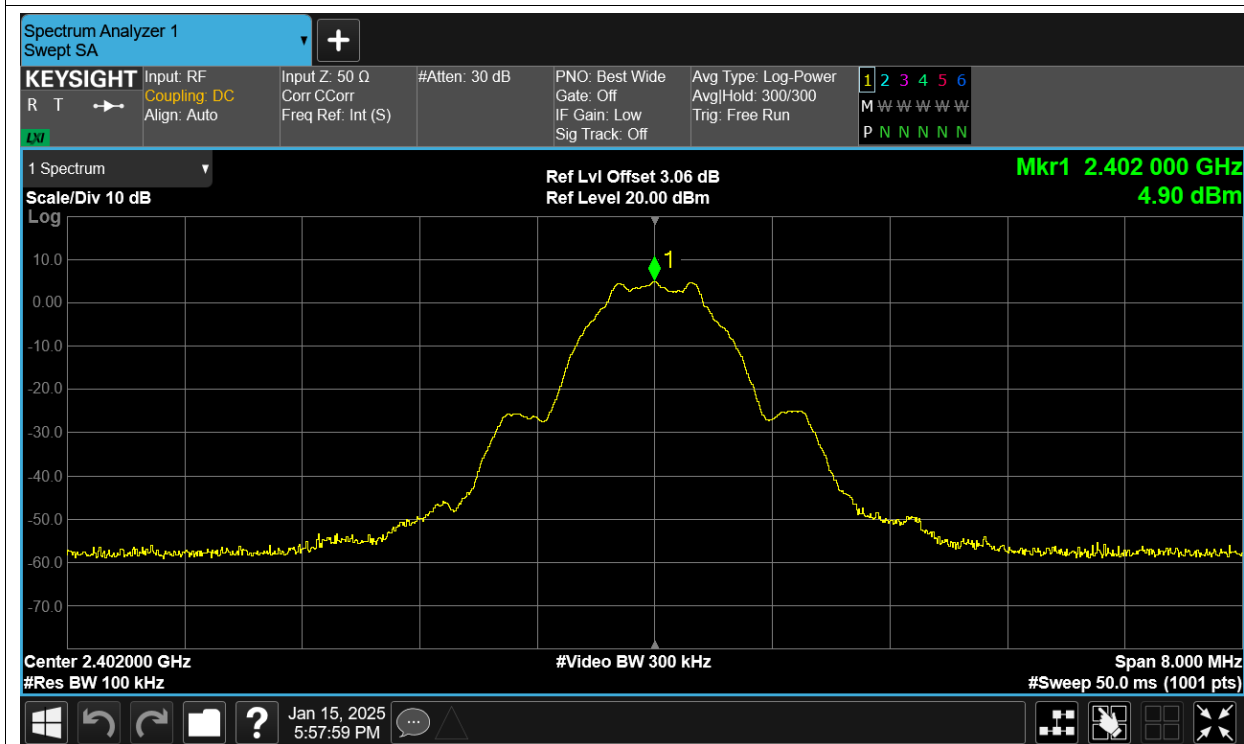 Spectrum Analyzer 1
Swept SA
KEYSIGHT
R T
LXI
Input: RF
Coupling: DC
Align: Auto
Input Z: 50 Ω
Corr CCorr
Freq Ref: Int (S)
#Atten: 30 dB
PNO: Best Wide
Gate: Off
IF Gain: Low
Sig Track: Off
Avg Type: Log-Power
Avg|Hold: 300/300
Trig: Free Run
1 2 3 4 5 6
M W W W W W
P N N N N N
1 Spectrum
Scale/Div 10 dB
Log
Ref Lvl Offset 3.06 dB
Ref Level 20.00 dBm
Mkr1 2.402 000 GHz
4.90 dBm
1
10.0
0.00
-10.0
-20.0
-30.0
-40.0
-50.0
-60.0
-70.0
Center 2.402000 GHz
#Res BW 100 kHz
#Video BW 300 kHz
Span 8.000 MHz
#Sweep 50.0 ms (1001 pts)
?
Jan 15, 2025
5:57:59 PM